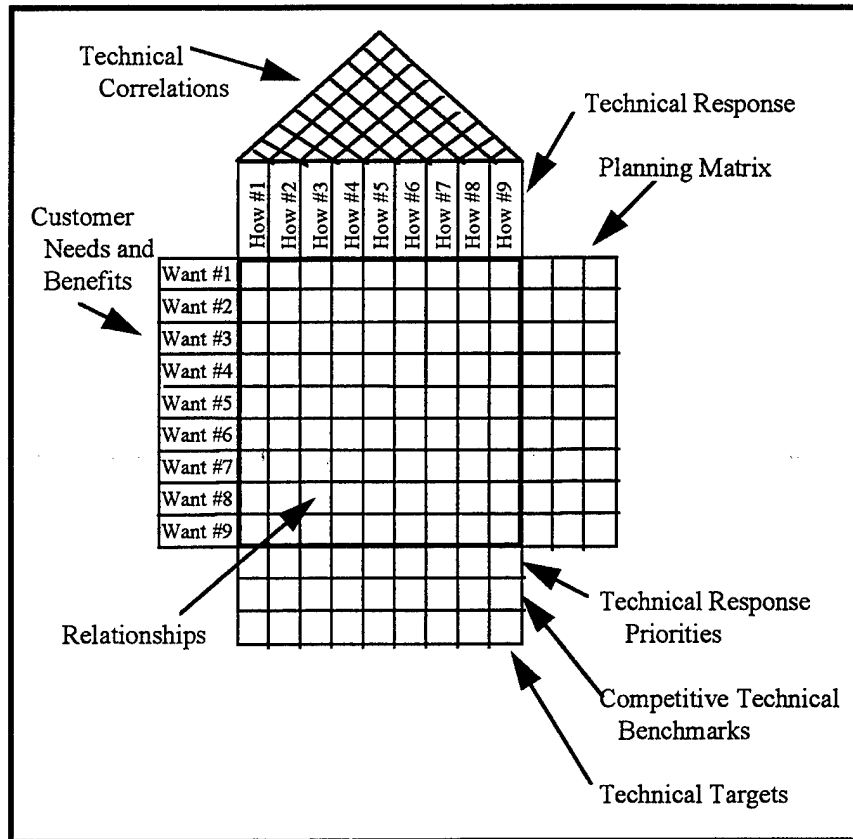 Technical
Correlations
Technical Response
Planning Matrix
How #1
How #2
How #3
How #4
How #5
How #6
How #7
How #8
How #9
Customer
Needs and
Benefits
Want #1
Want #2
Want #3
Want #4
Want #5
Want #6
Want #7
Want #8
Want #9
Relationships
Technical Response
Priorities
Competitive Technical
Benchmarks
Technical Targets